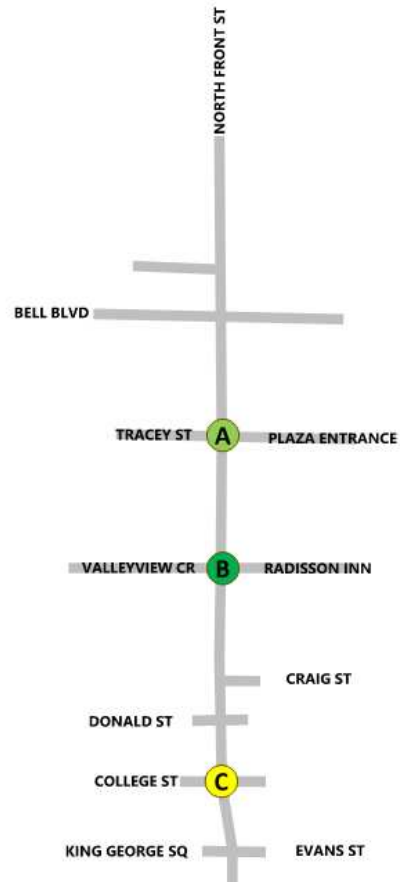 NORTH FRONT ST
BELL BLVD
TRACEY ST A PLAZA ENTRANCE
VALLEYVIEW CR B RADISSON INN
CRAIG ST
DONALD ST
COLLEGE ST C
KING GEORGE SQ EVANS ST